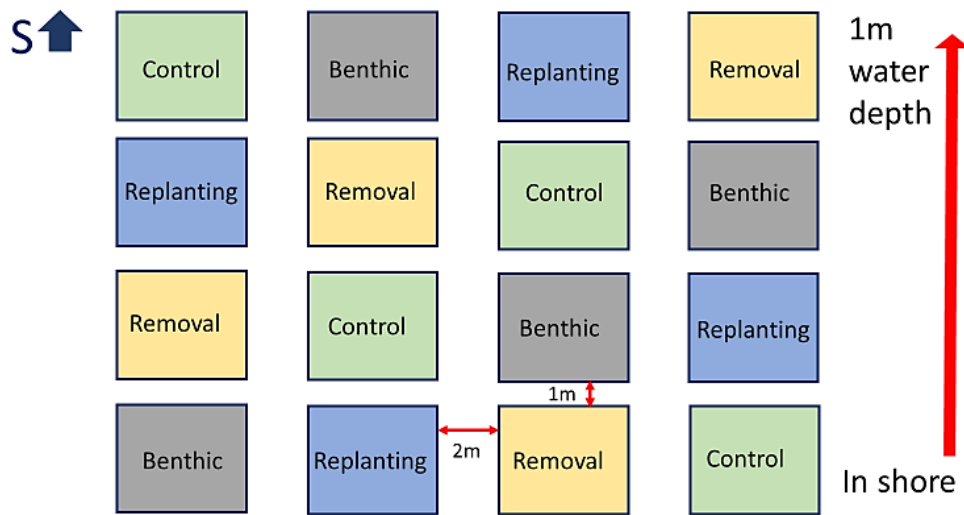 S
Control
Benthic
Replanting
Removal
1m
water
depth
Replanting
Removal
Control
Benthic
Removal
Control
Benthic
Replanting
1m
Benthic
Replanting
2m
Removal
Control
In shore